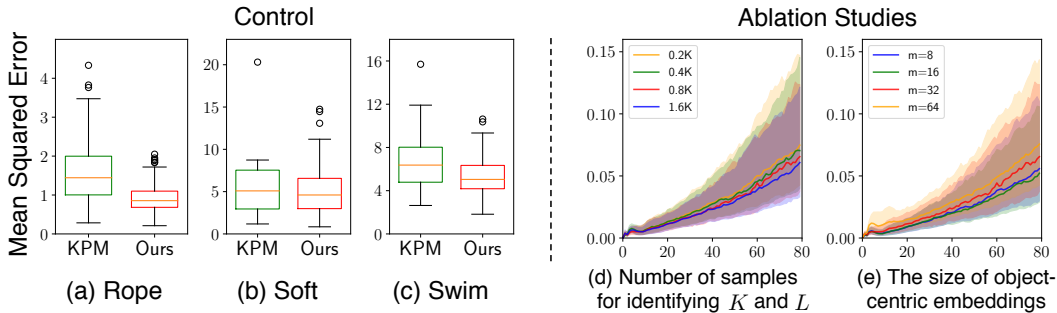 Control
Ablation Studies
Mean Squared Error
4
3
2
1
0
KPM Ours
(a) Rope
20
15
10
5
0
KPM Ours
(b) Soft
16
12
8
4
0
KPM Ours
(c) Swim
0.15
0.10
0.05
0.00
0 20 40 60 80
0.2K
0.4K
0.8K
1.6K
(d) Number of samples
for identifying K and L
0.15
0.10
0.05
0.00
0 20 40 60 80
m=8
m=16
m=32
m=64
(e) The size of object-
centric embeddings